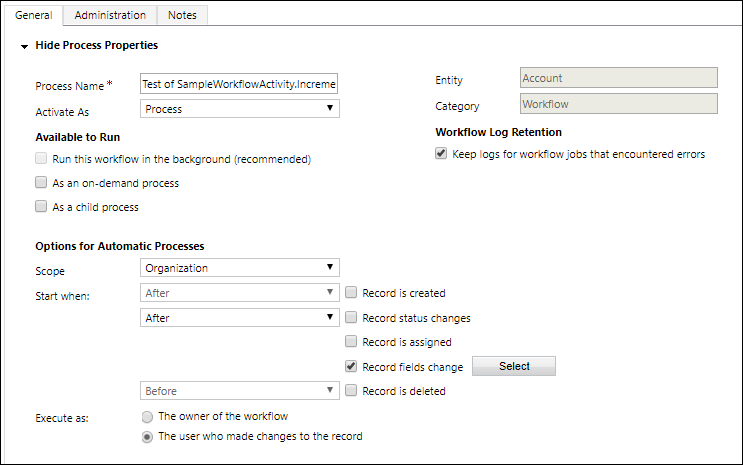 General Administration Notes
Hide Process Properties
Process Name * Test of SampleWorkflowActivity.Increme
Entity Account
Activate As Process
Category Workflow
Available to Run
Workflow Log Retention
Run this workflow in the background (recommended)
Keep logs for workflow jobs that encountered errors
As an on-demand process
As a child process
Options for Automatic Processes
Scope Organization
Start when: After Record is created
After Record status changes
Record is assigned
Record fields change Select
Before Record is deleted
Execute as: The owner of the workflow
The user who made changes to the record